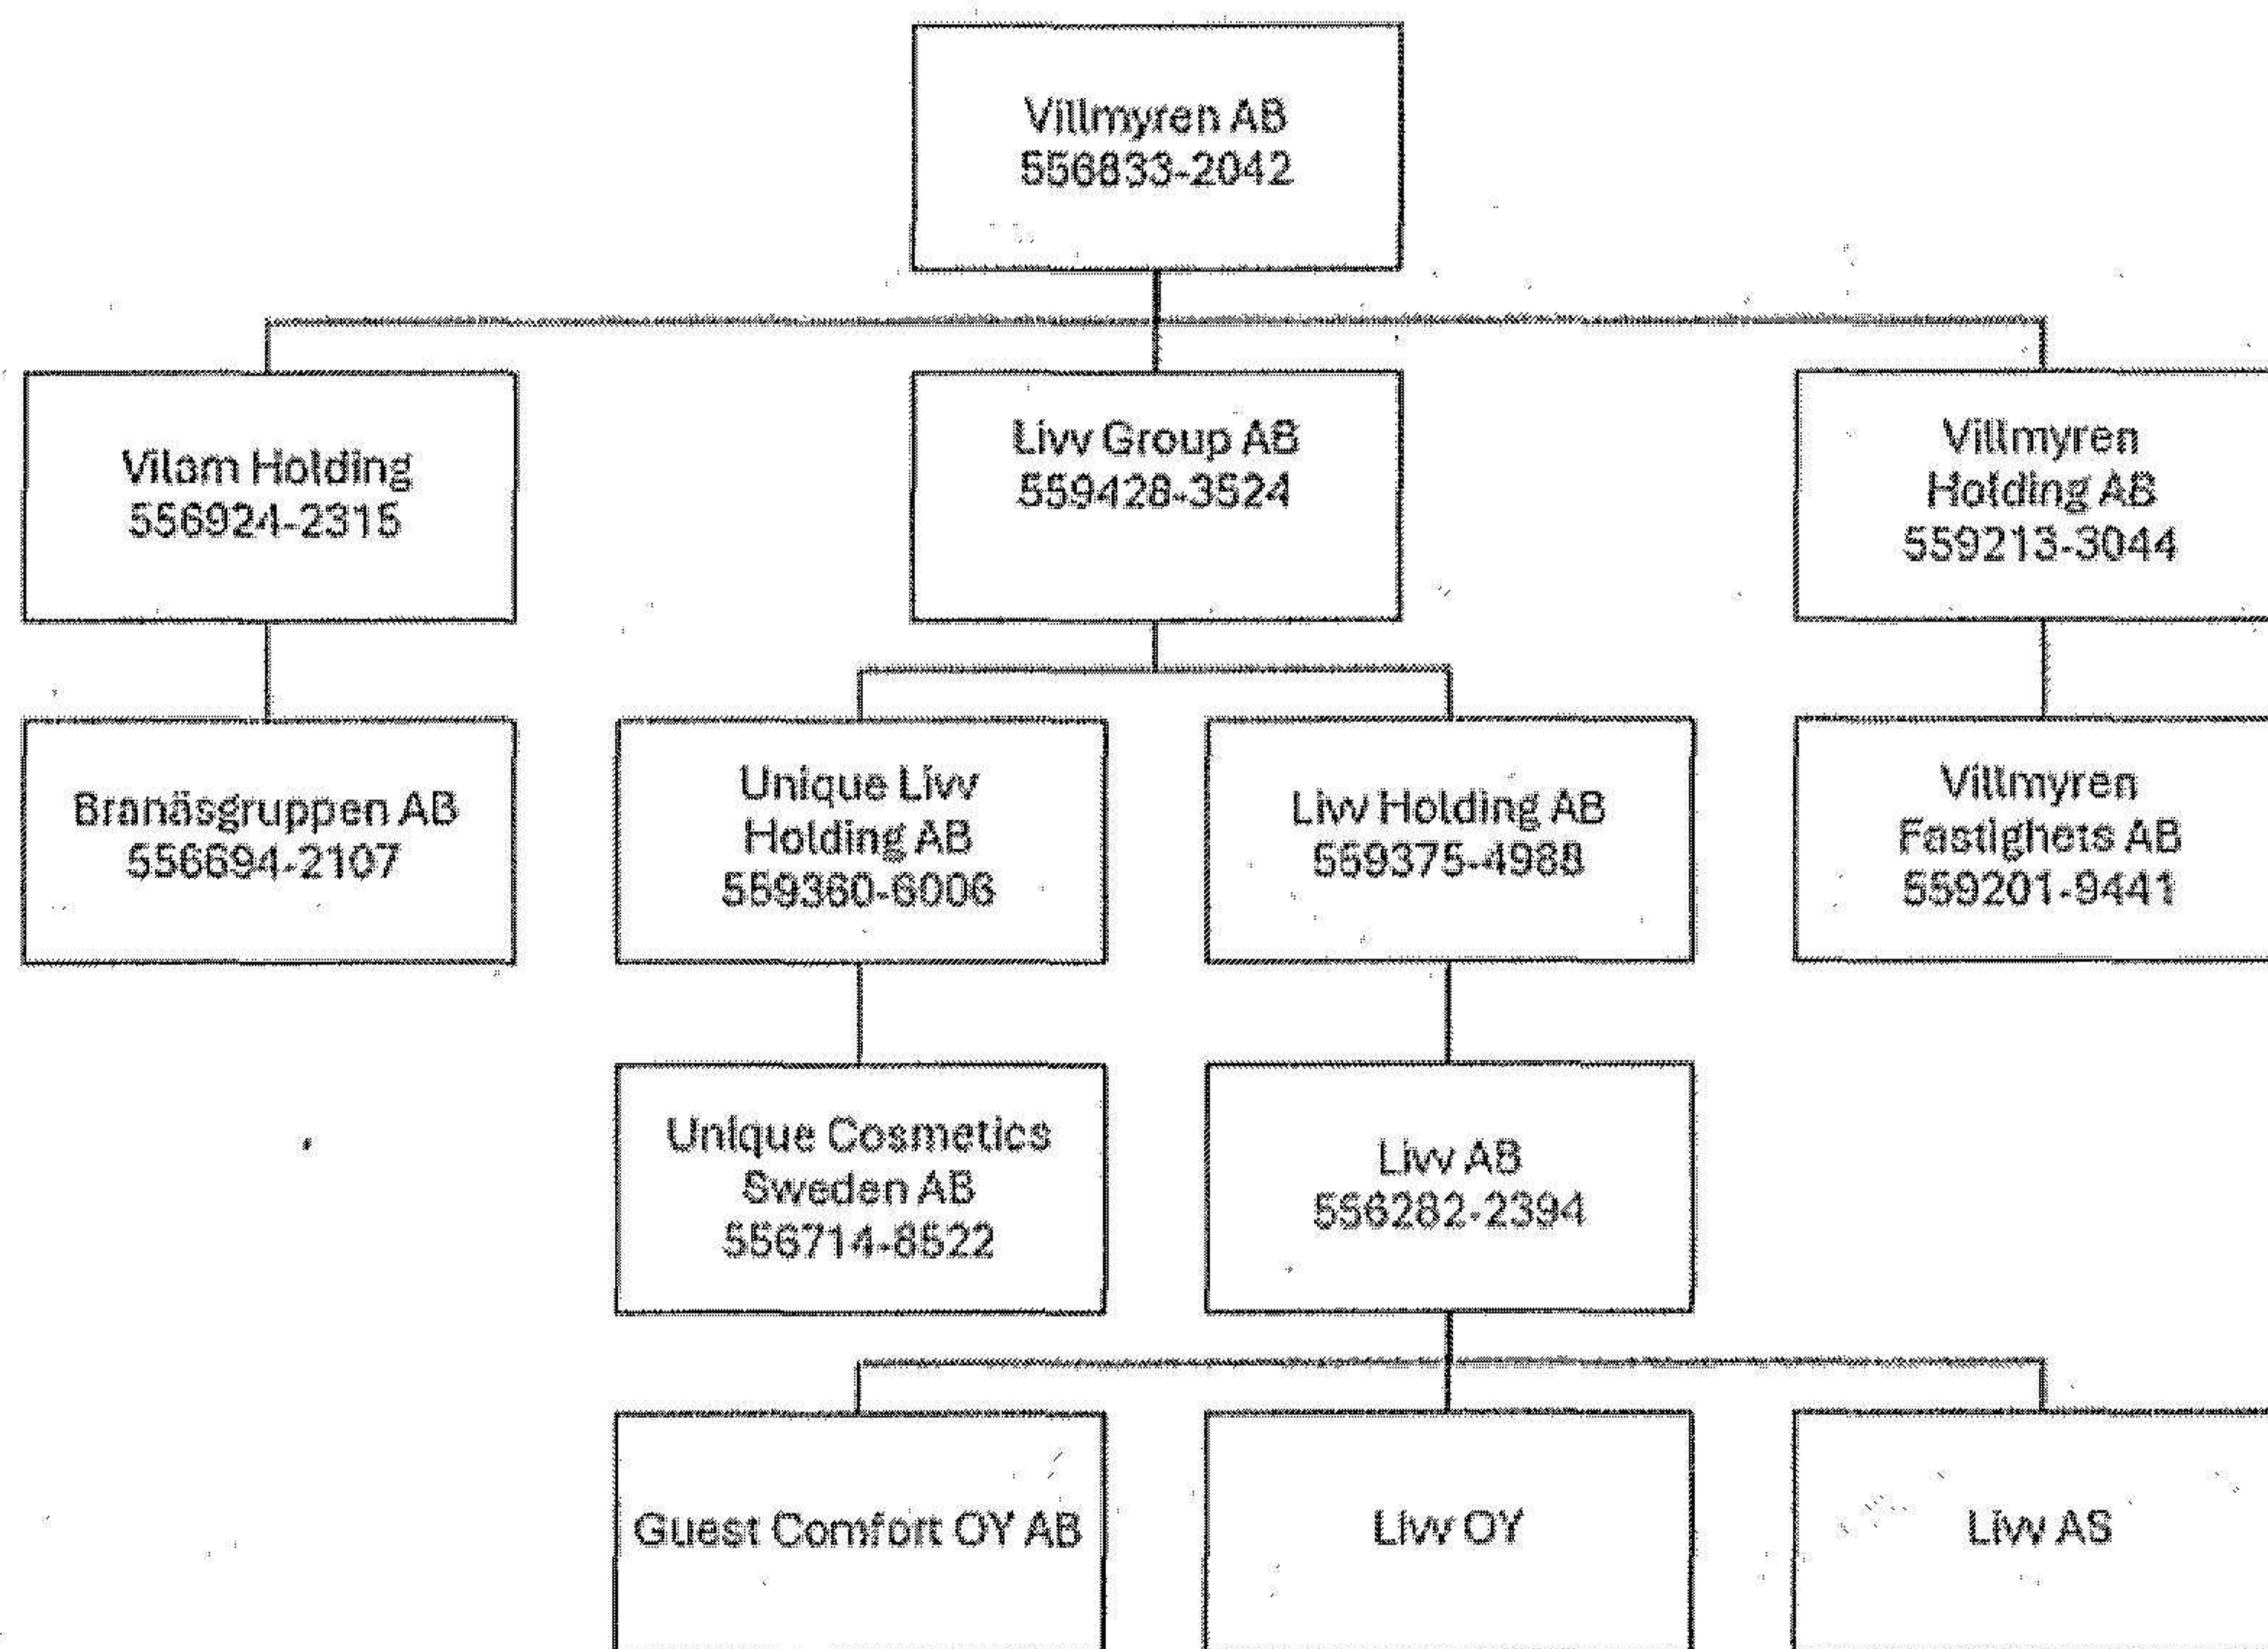 Villmyren AB
556833-2042
Vilam Holding
556924-2315
Livv Group AB
559428-3524
Villmyren
Holding AB
559213-3044
Branäsgruppen AB
556694-2107
Unique Livv
Holding AB
559360-6006
Livv Holding AB
559375-4988
Villmyren
Fastighets AB
559201-9441
Unique Cosmetics
Sweden AB
556714-8522
Livv AB
556282-2394
Guest Comfort OY AB
Livv OY
Livv AS